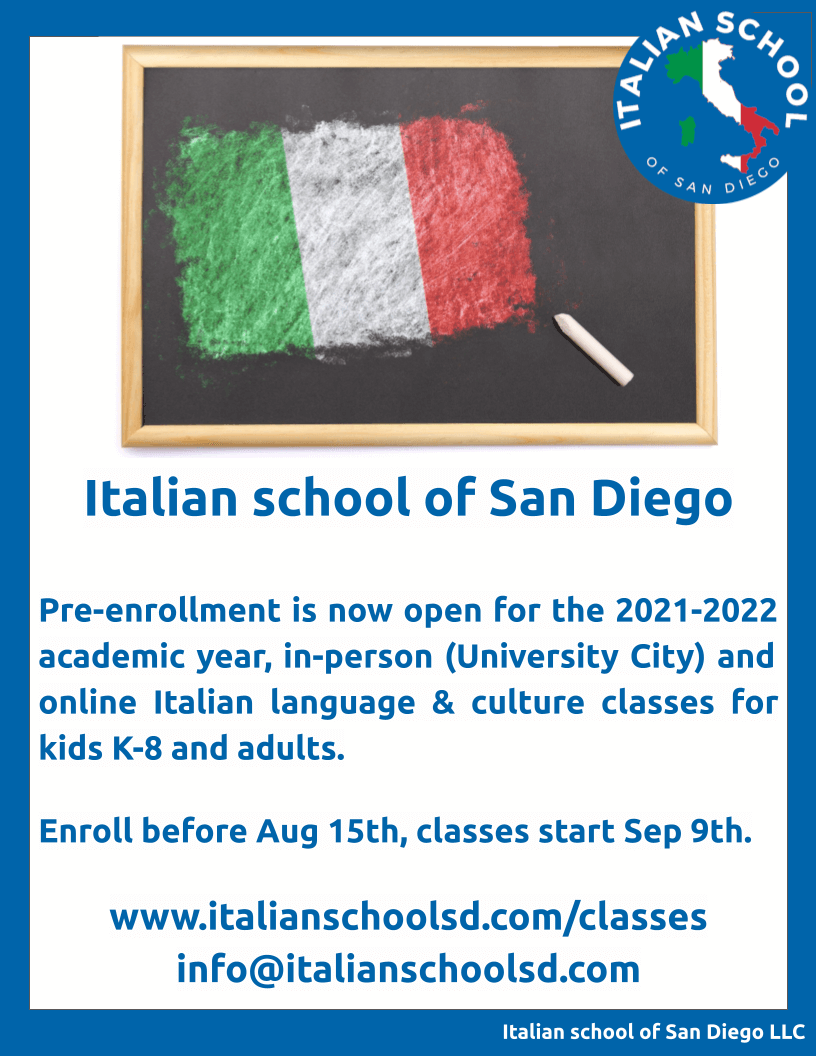 ITALIAN SCHOOL
OF SAN DIEGO
Italian school of San Diego
Pre-enrollment is now open for the 2021-2022
academic year, in-person (University City) and
online Italian language & culture classes for
kids K-8 and adults.
Enroll before Aug 15th, classes start Sep 9th.
www.italianschoolsd.com/classes
info@italianschoolsd.com
Italian school of San Diego LLC